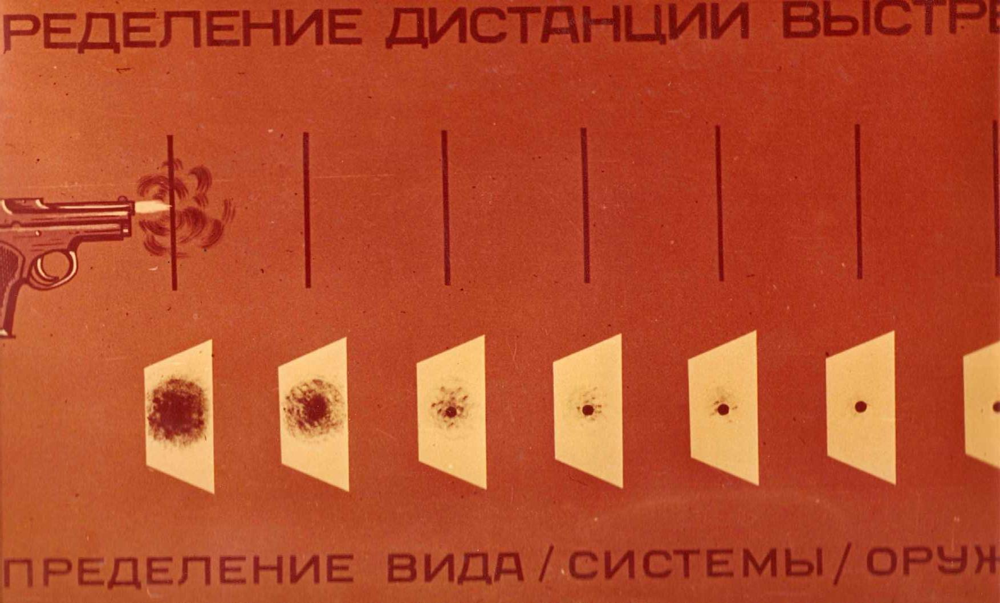 РЕДЕЛЕНИЕ ДИСТАНЦИИ ВЫСТРЕ
ПРЕДЕЛЕНИЕ ВИДА/СИСТЕМЫ/ОРУЖ